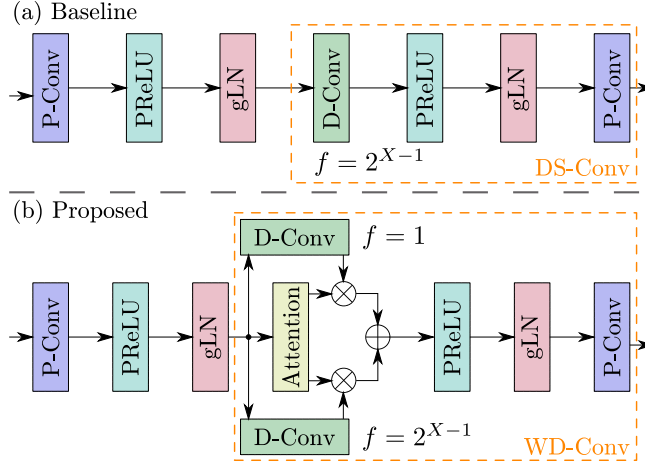 (a) Baseline
P-Conv
PReLU
gLN
D-Conv
PReLU
gLN
P-Conv
f = 2^{X−1}
DS-Conv
(b) Proposed
D-Conv
f = 1
P-Conv
PReLU
gLN
Attention
PReLU
gLN
P-Conv
D-Conv
f = 2^{X−1}
WD-Conv